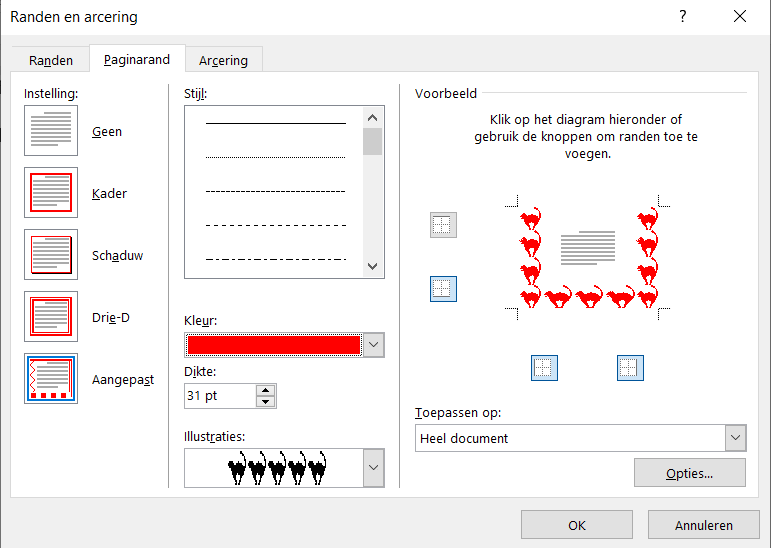 Randen en arcering
?
Randen
Paginarand
Arcering
Instelling:
Geen
Kader
Schaduw
Drie-D
Aangepast
Stijl:
Kleur:
Dikte:
31 pt
Illustraties:
Voorbeeld
Klik op het diagram hieronder of
gebruik de knoppen om randen toe te
voegen.
Toepassen op:
Heel document
Opties...
OK
Annuleren